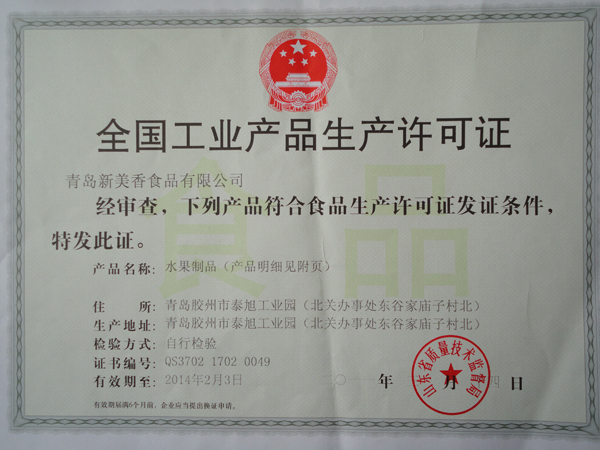 全国工业产品生产许可证
食品
青岛新美香食品有限公司
经审查，下列产品符合食品生产许可证发证条件，
特发此证。
产品名称：水果制品（产品明细见附页）
住 所：青岛胶州市泰旭工业园（北关办事处东谷家庙子村北）
生产地址：青岛胶州市泰旭工业园（北关办事处东谷家庙子村北）
检验方式：自行检验
证书编号：QS3702 1702 0049
有效期至：2014年2月3日
二〇一一年 月 四日
山东省质量技术监督局
有效期届满6个月前，企业应当提出换证申请。